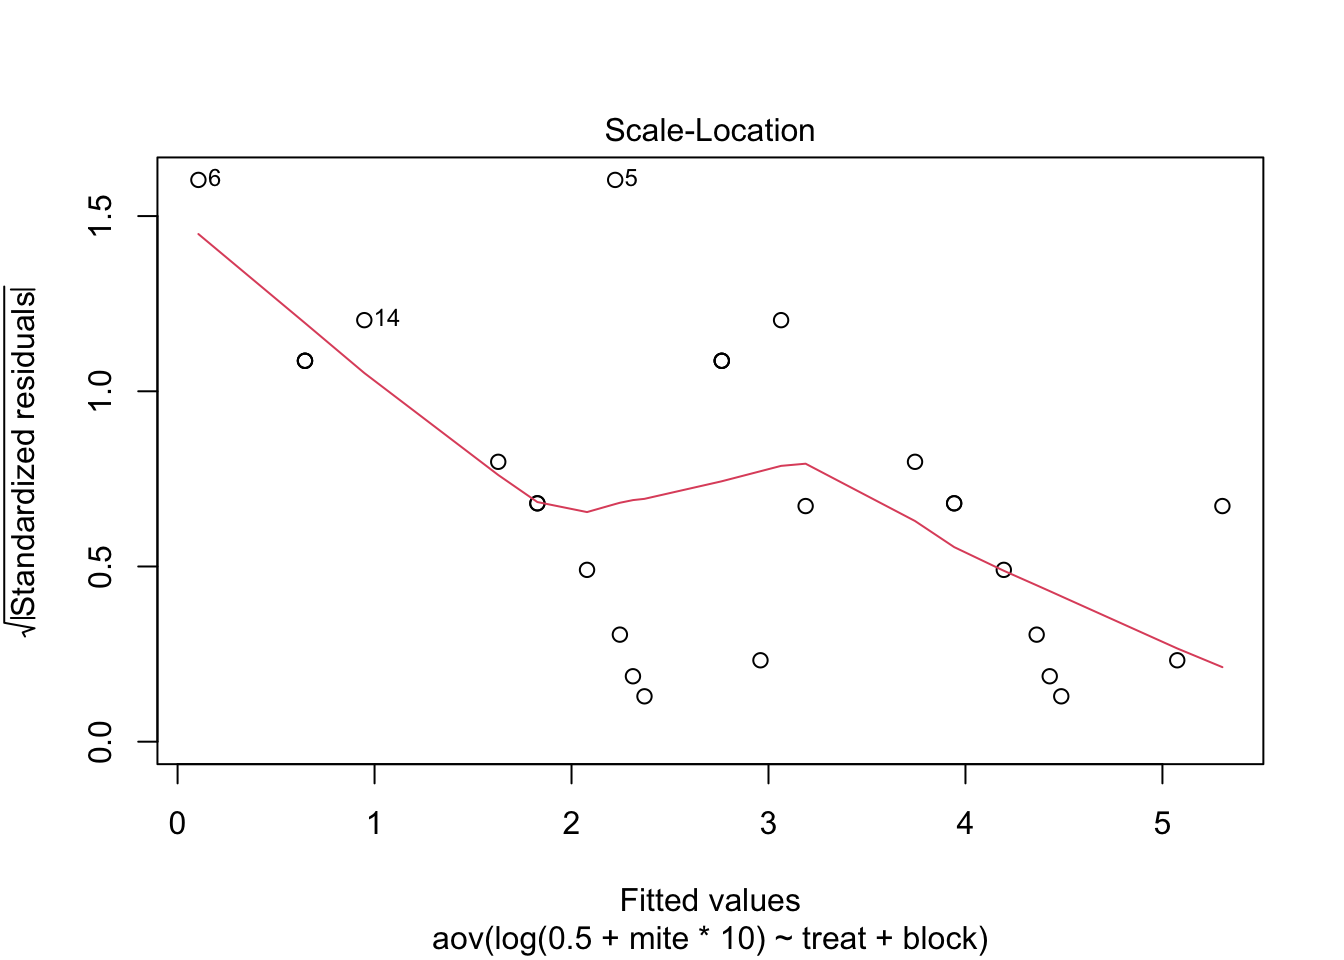 Scale-Location
√|Standardized residuals|
1.5
1.0
0.5
0.0
6
5
14
0 1 2 3 4 5
Fitted values
aov(log(0.5 + mite * 10) ~ treat + block)